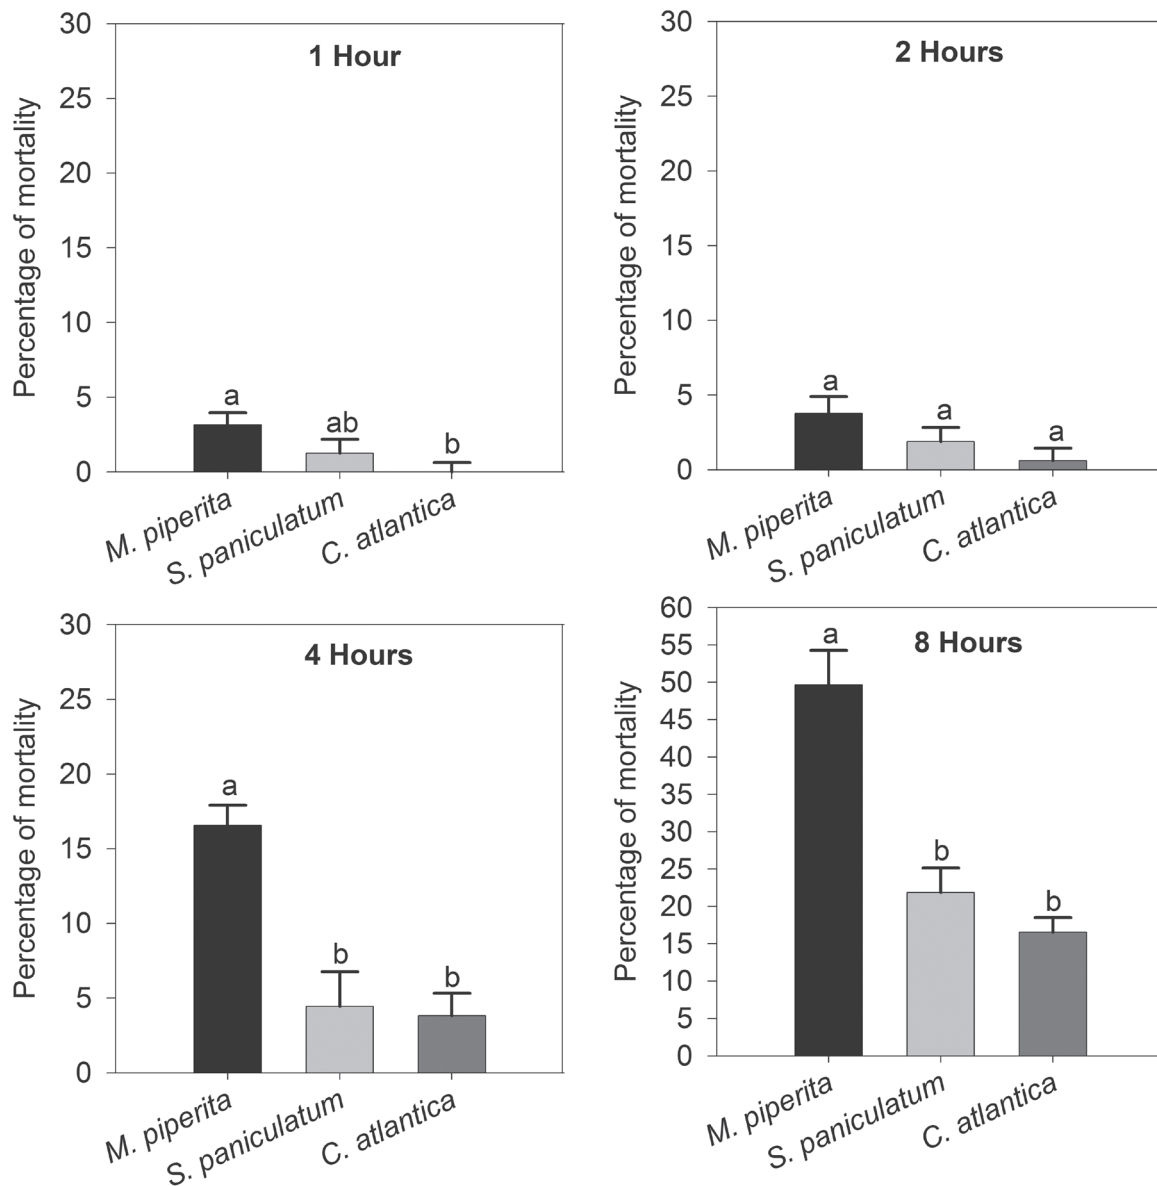 1 Hour
Percentage of mortality
30
25
20
15
10
5
0
a
ab
b
M. piperita
S. paniculatum
C. atlantica
2 Hours
Percentage of mortality
30
25
20
15
10
5
0
a
a
a
M. piperita
S. paniculatum
C. atlantica
4 Hours
Percentage of mortality
30
25
20
15
10
5
0
a
b
b
M. piperita
S. paniculatum
C. atlantica
8 Hours
Percentage of mortality
60
55
50
45
40
35
30
25
20
15
10
5
0
a
b
b
M. piperita
S. paniculatum
C. atlantica